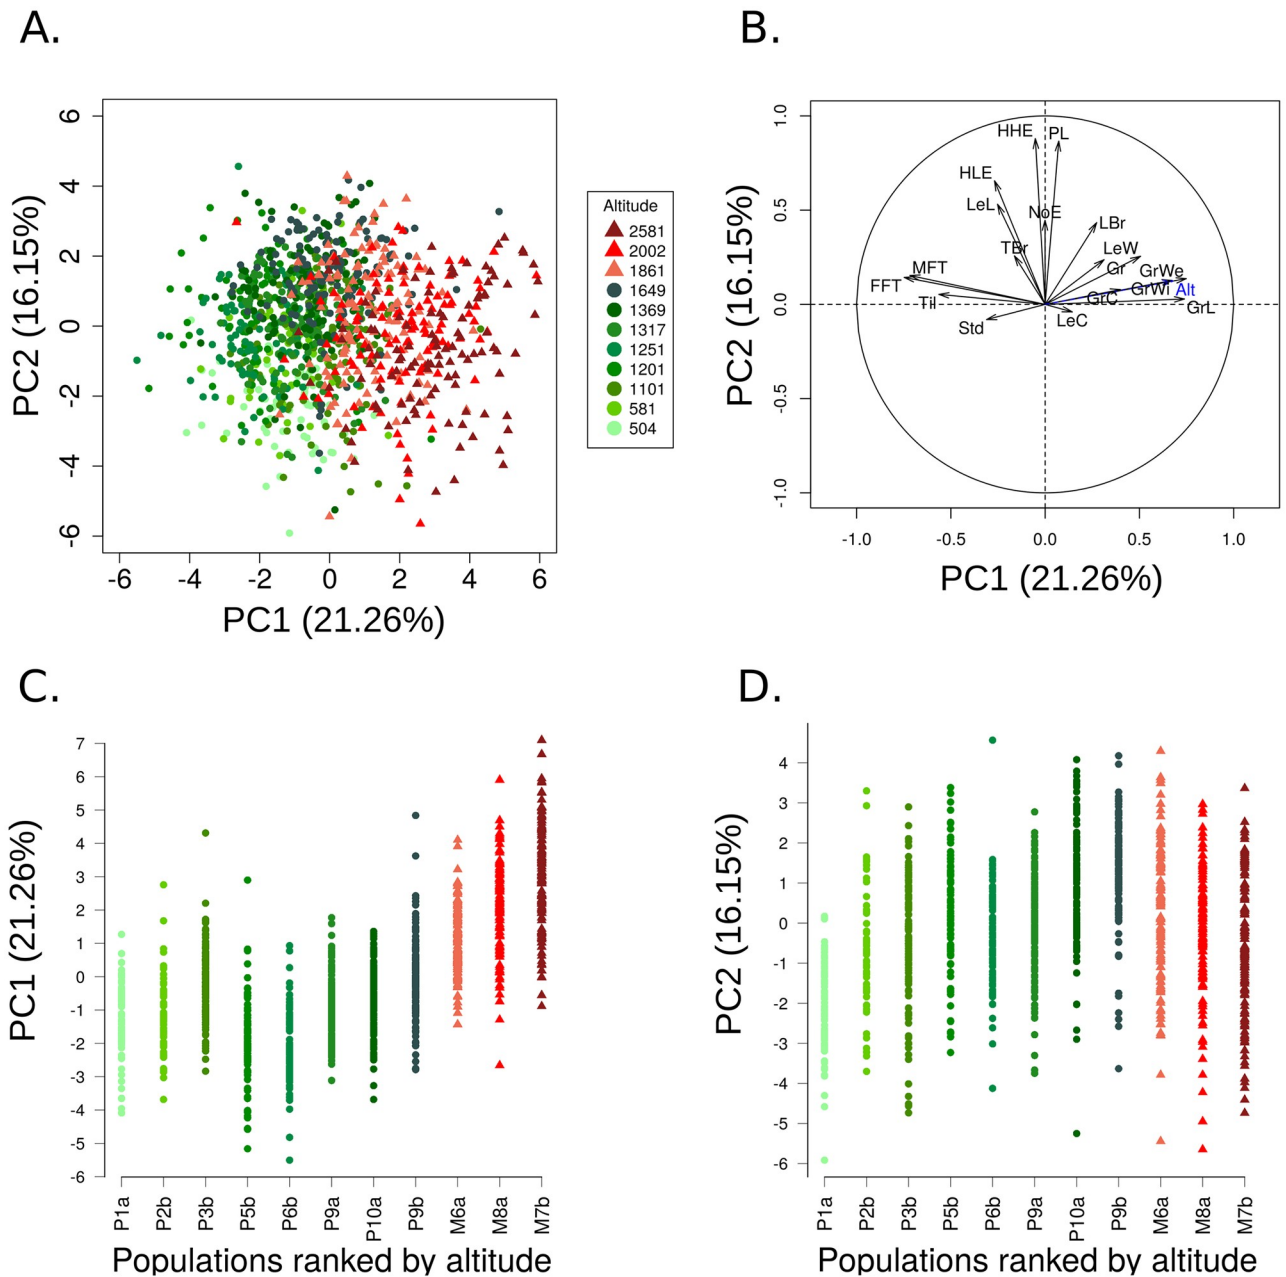 A.
B.
6
4
2
0
-2
-4
-6
PC2 (16.15%)
-6 -4 -2 0 2 4 6
PC1 (21.26%)
Altitude
2581
2002
1861
1649
1369
1317
1251
1201
1101
581
504
1.0
0.5
0.0
-0.5
-1.0
PC2 (16.15%)
HHE PL
HLE
LeL NoE
LBr
TBr LeW
MFT Gr GrWe
FFT GrWi Alt
Til GrC GrL
Std LeC
-1.0 -0.5 0.0 0.5 1.0
PC1 (21.26%)
C.
D.
7
6
5
4
3
2
1
0
-1
-2
-3
-4
-5
-6
PC1 (21.26%)
P1a P2b P3b P5b P6b P9a P10a P9b M6a M8a M7b
Populations ranked by altitude
4
3
2
1
0
-1
-2
-3
-4
-5
-6
PC2 (16.15%)
P1a P2b P3b P5b P6b P9a P10a P9b M6a M8a M7b
Populations ranked by altitude